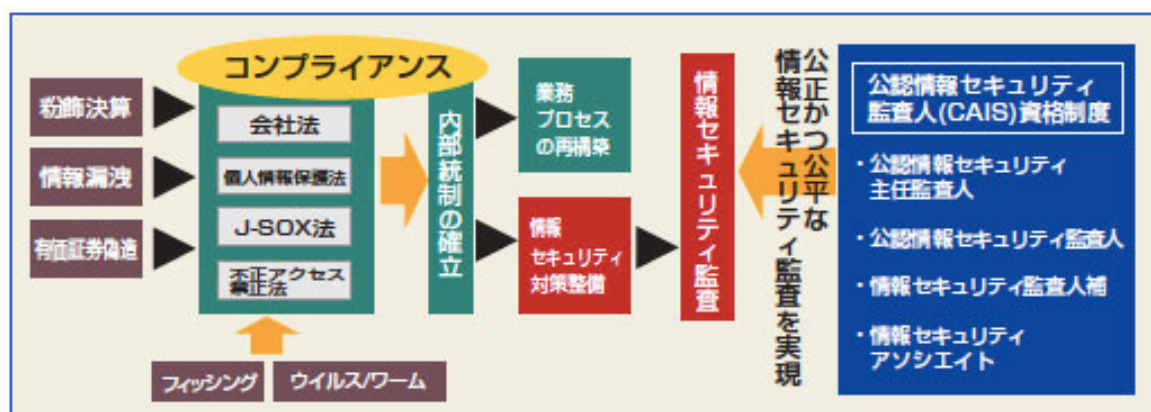 コンプライアンス
粉飾決算
情報漏洩
有価証券偽造
会社法
個人情報保護法
J-SOX法
不正アクセス
禁止法
フィッシング
ウイルス/ワーム
内部統制の確立
業務
プロセス
の再構築
情報
セキュリティ
対策整備
情報セキュリティ監査
公正かつ公平な
情報セキュリティ監査を実現
公認情報セキュリティ
監査人(CAIS)資格制度
・公認情報セキュリティ
主任監査人
・公認情報セキュリティ監査人
・情報セキュリティ監査人補
・情報セキュリティ
アソシエイト